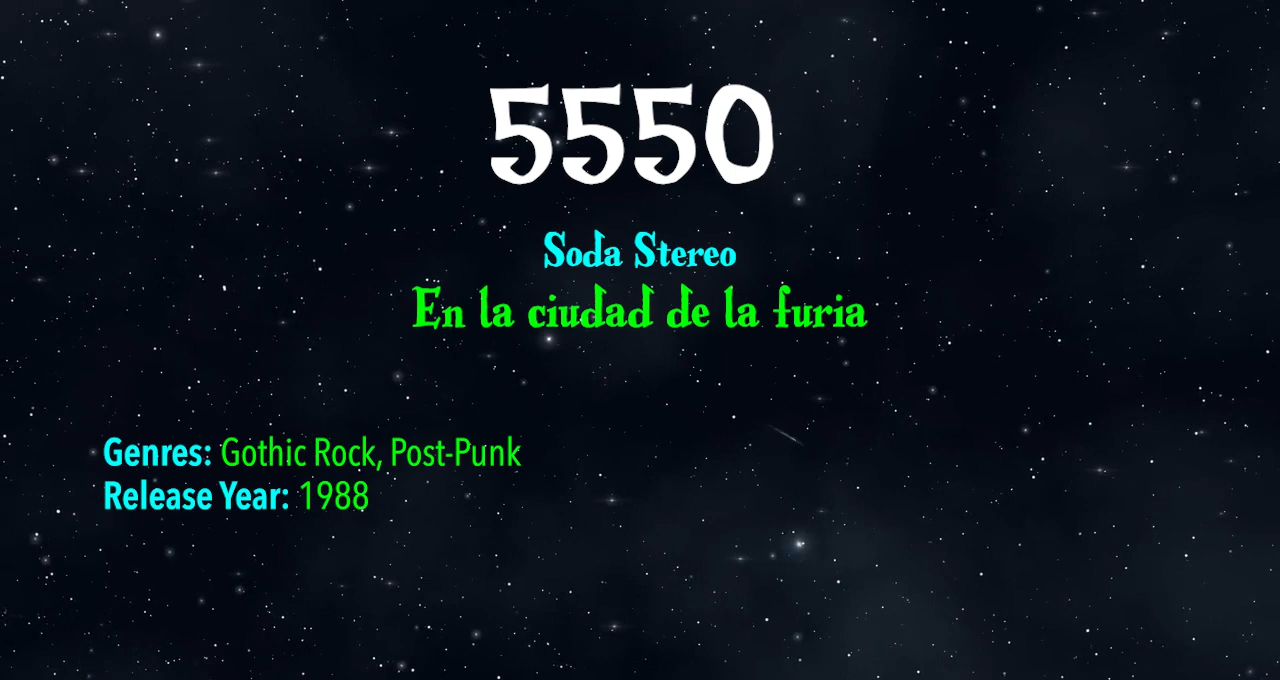 5550
Soda Stereo
En la ciudad de la furia
Genres: Gothic Rock, Post-Punk
Release Year: 1988